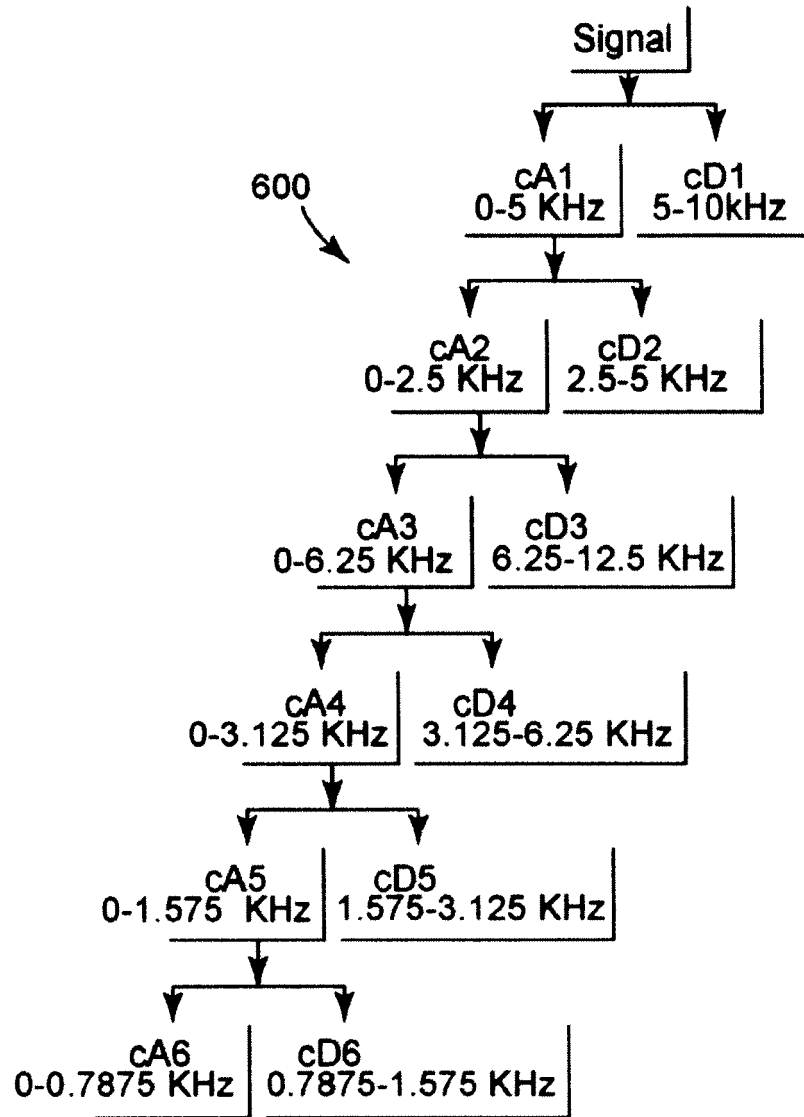 Signal
600
cA1
0-5 KHz
cD1
5-10kHz
cA2
0-2.5 KHz
cD2
2.5-5 KHz
cA3
0-6.25 KHz
cD3
6.25-12.5 KHz
cA4
0-3.125 KHz
cD4
3.125-6.25 KHz
cA5
0-1.575 KHz
cD5
1.575-3.125 KHz
cA6
0-0.7875 KHz
cD6
0.7875-1.575 KHz